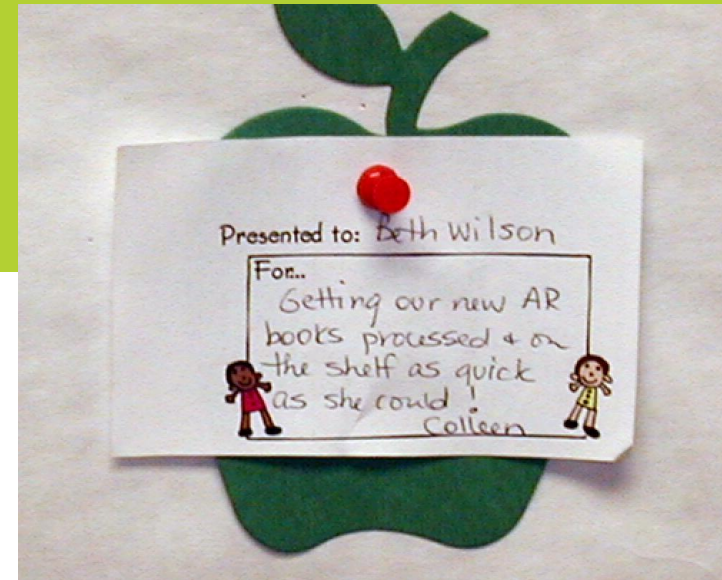 Presented to: Beth Wilson
For...
Getting our new AR
books processed & on
the shelf as quick
as she could !
Colleen